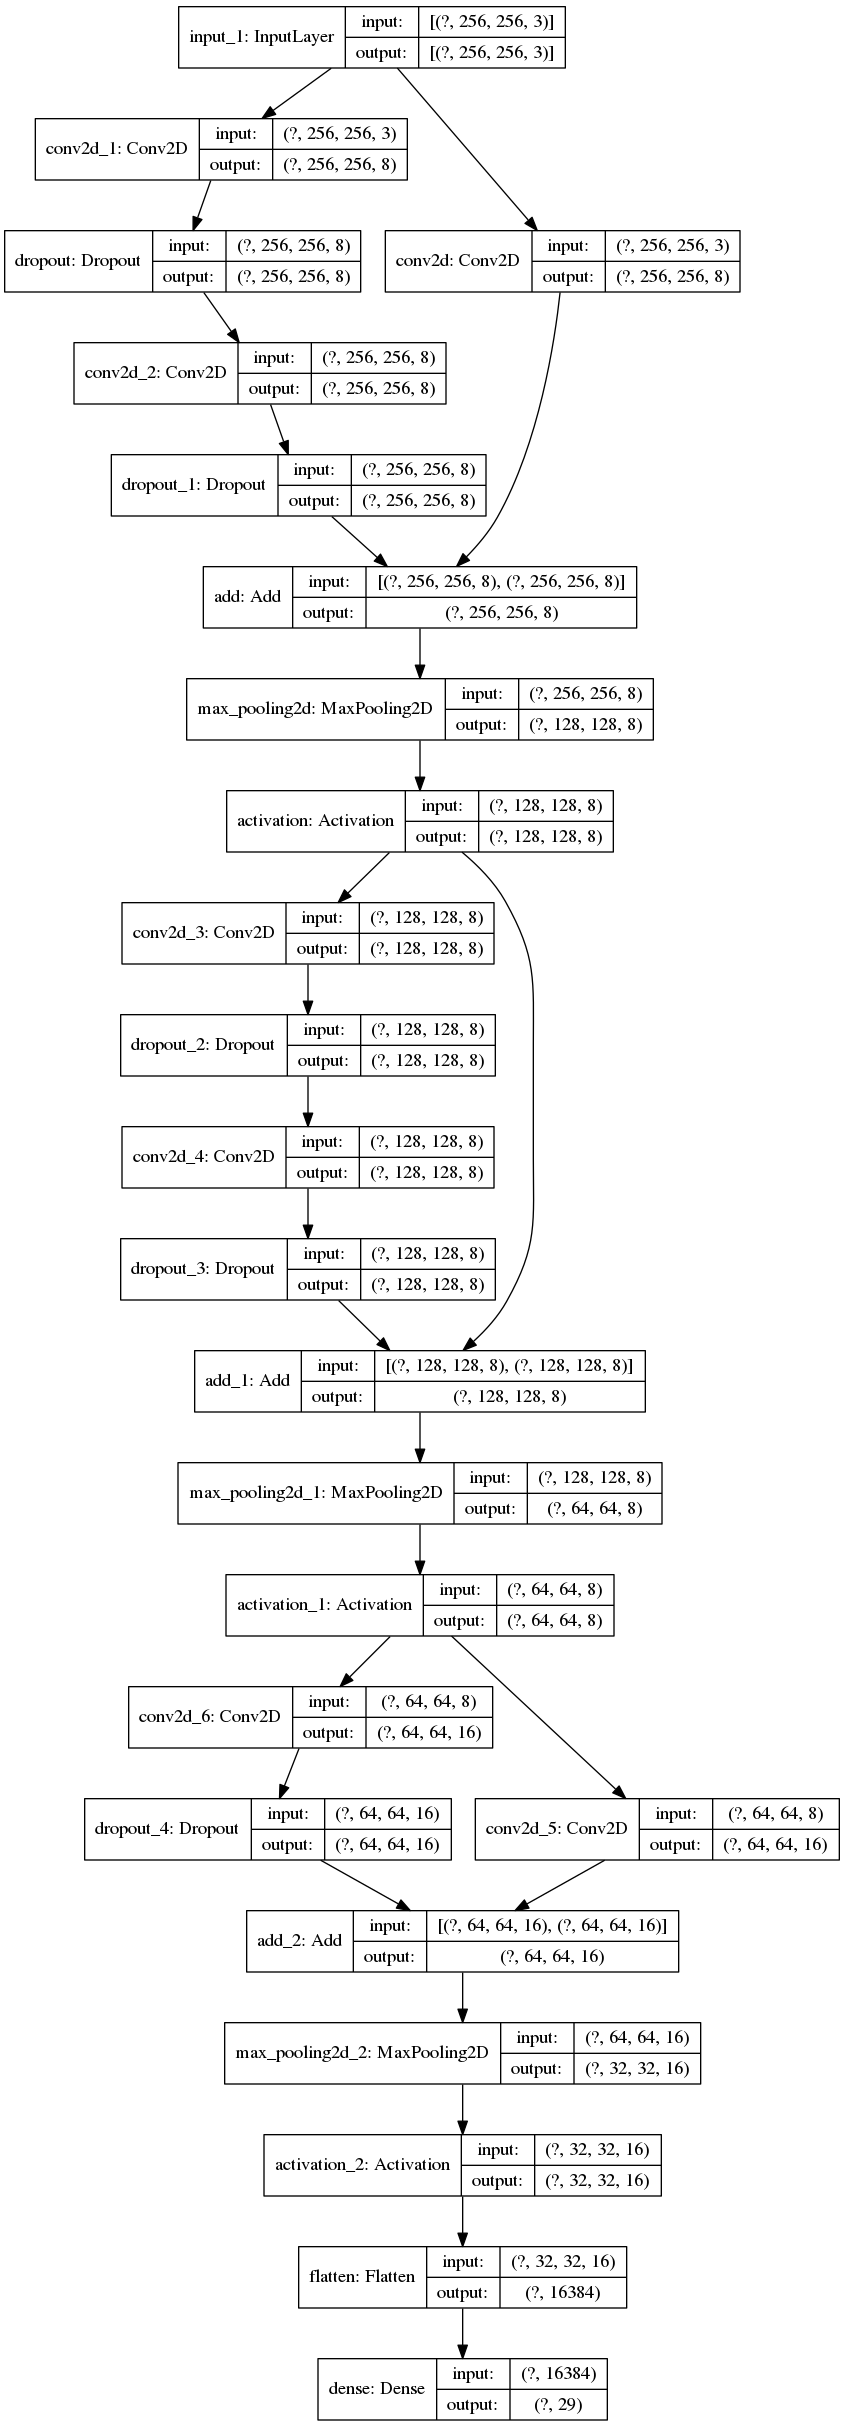 input_1: InputLayer
input: [(?, 256, 256, 3)]
output: [(?, 256, 256, 3)]
conv2d_1: Conv2D
input: (?, 256, 256, 3)
output: (?, 256, 256, 8)
dropout: Dropout
input: (?, 256, 256, 8)
output: (?, 256, 256, 8)
conv2d: Conv2D
input: (?, 256, 256, 3)
output: (?, 256, 256, 8)
conv2d_2: Conv2D
input: (?, 256, 256, 8)
output: (?, 256, 256, 8)
dropout_1: Dropout
input: (?, 256, 256, 8)
output: (?, 256, 256, 8)
add: Add
input: [(?, 256, 256, 8), (?, 256, 256, 8)]
output: (?, 256, 256, 8)
max_pooling2d: MaxPooling2D
input: (?, 256, 256, 8)
output: (?, 128, 128, 8)
activation: Activation
input: (?, 128, 128, 8)
output: (?, 128, 128, 8)
conv2d_3: Conv2D
input: (?, 128, 128, 8)
output: (?, 128, 128, 8)
dropout_2: Dropout
input: (?, 128, 128, 8)
output: (?, 128, 128, 8)
conv2d_4: Conv2D
input: (?, 128, 128, 8)
output: (?, 128, 128, 8)
dropout_3: Dropout
input: (?, 128, 128, 8)
output: (?, 128, 128, 8)
add_1: Add
input: [(?, 128, 128, 8), (?, 128, 128, 8)]
output: (?, 128, 128, 8)
max_pooling2d_1: MaxPooling2D
input: (?, 128, 128, 8)
output: (?, 64, 64, 8)
activation_1: Activation
input: (?, 64, 64, 8)
output: (?, 64, 64, 8)
conv2d_6: Conv2D
input: (?, 64, 64, 8)
output: (?, 64, 64, 16)
dropout_4: Dropout
input: (?, 64, 64, 16)
output: (?, 64, 64, 16)
conv2d_5: Conv2D
input: (?, 64, 64, 8)
output: (?, 64, 64, 16)
add_2: Add
input: [(?, 64, 64, 16), (?, 64, 64, 16)]
output: (?, 64, 64, 16)
max_pooling2d_2: MaxPooling2D
input: (?, 64, 64, 16)
output: (?, 32, 32, 16)
activation_2: Activation
input: (?, 32, 32, 16)
output: (?, 32, 32, 16)
flatten: Flatten
input: (?, 32, 32, 16)
output: (?, 16384)
dense: Dense
input: (?, 16384)
output: (?, 29)